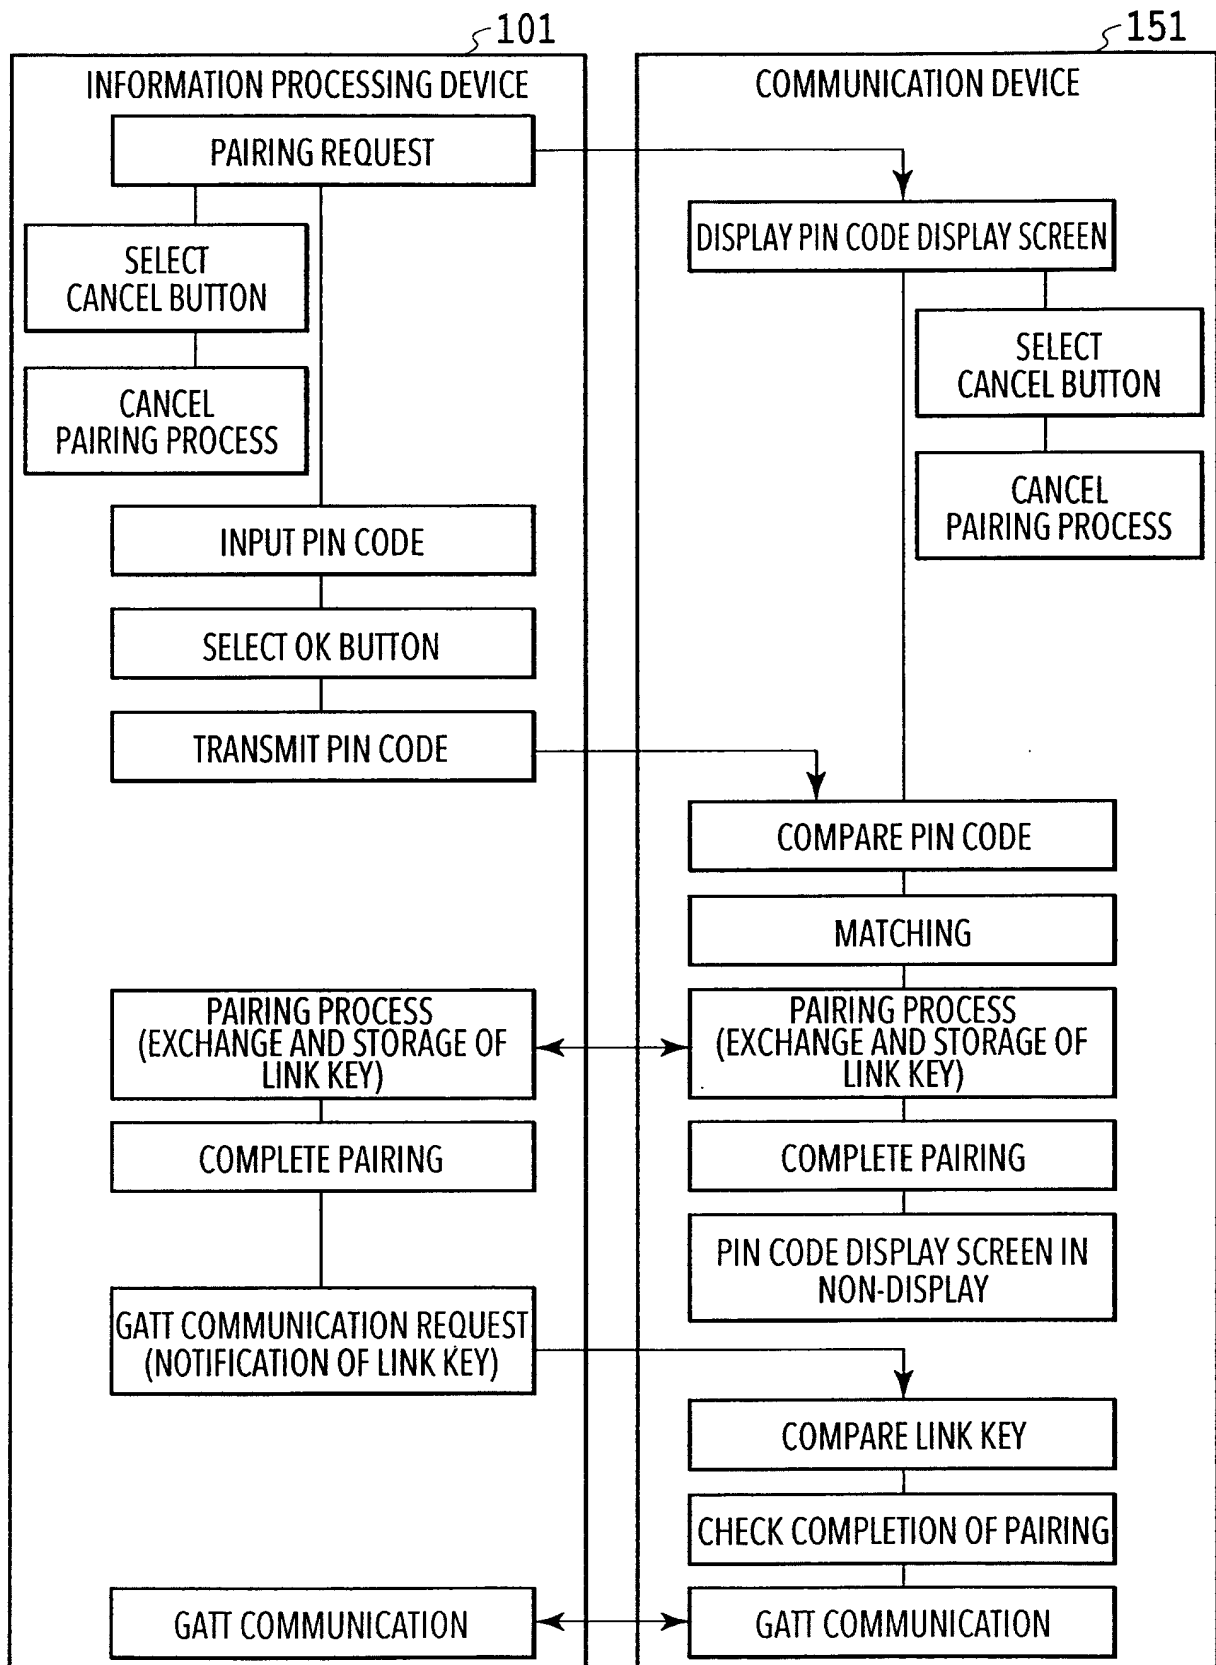 101
151
INFORMATION PROCESSING DEVICE
COMMUNICATION DEVICE
PAIRING REQUEST
DISPLAY PIN CODE DISPLAY SCREEN
SELECT
CANCEL BUTTON
CANCEL
PAIRING PROCESS
SELECT
CANCEL BUTTON
CANCEL
PAIRING PROCESS
INPUT PIN CODE
SELECT OK BUTTON
TRANSMIT PIN CODE
COMPARE PIN CODE
MATCHING
PAIRING PROCESS
(EXCHANGE AND STORAGE OF
LINK KEY)
PAIRING PROCESS
(EXCHANGE AND STORAGE OF
LINK KEY)
COMPLETE PAIRING
COMPLETE PAIRING
PIN CODE DISPLAY SCREEN IN
NON-DISPLAY
GATT COMMUNICATION REQUEST
(NOTIFICATION OF LINK KEY)
COMPARE LINK KEY
CHECK COMPLETION OF PAIRING
GATT COMMUNICATION
GATT COMMUNICATION